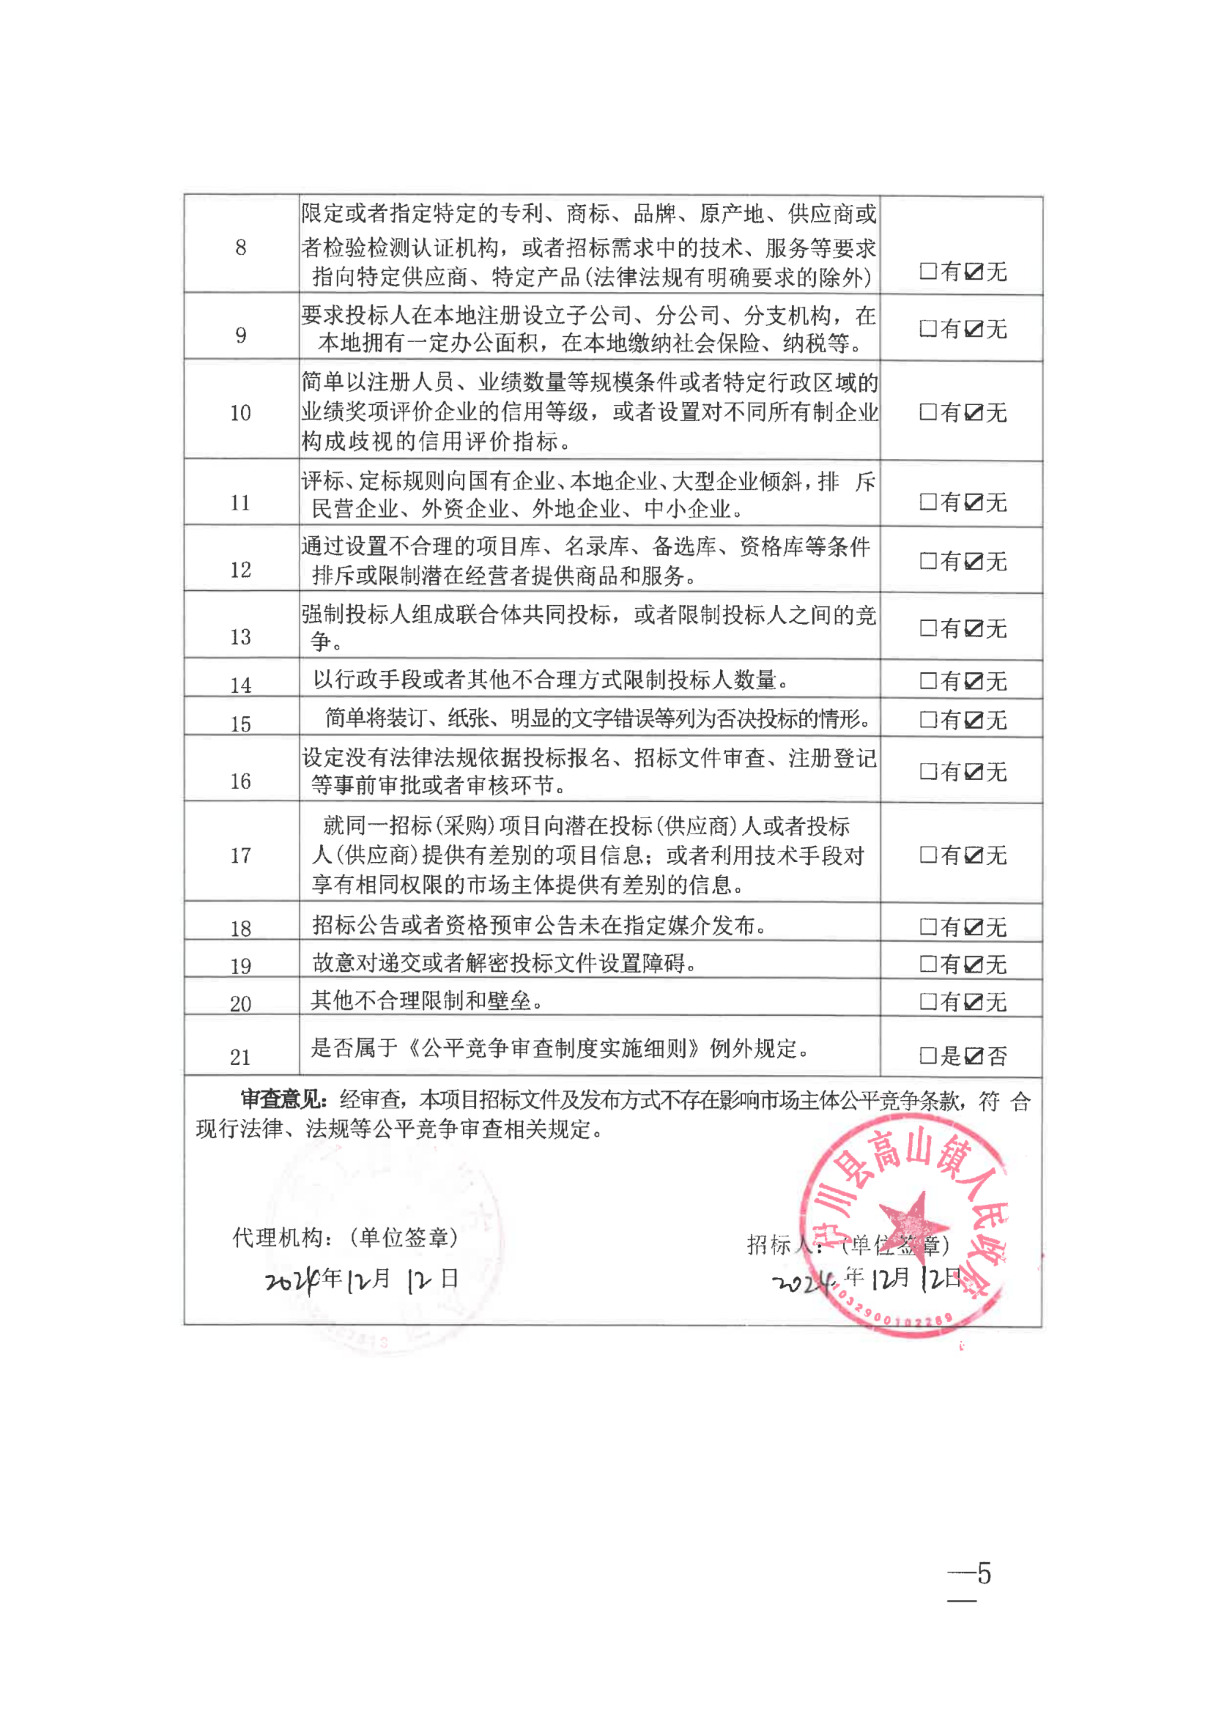 8
限定或者指定特定的专利、商标、品牌、原产地、供应商或
者检验检测认证机构，或者招标需求中的技术、服务等要求
指向特定供应商、特定产品(法律法规有明确要求的除外)
□有☑无
9
要求投标人在本地注册设立子公司、分公司、分支机构，在
本地拥有一定办公面积，在本地缴纳社会保险、纳税等。
□有☑无
10
简单以注册人员、业绩数量等规模条件或者特定行政区域的
业绩奖项评价企业的信用等级，或者设置对不同所有制企业
构成歧视的信用评价指标。
□有☑无
11
评标、定标规则向国有企业、本地企业、大型企业倾斜，排 斥
民营企业、外资企业、外地企业、中小企业。
□有☑无
12
通过设置不合理的项目库、名录库、备选库、资格库等条件
排斥或限制潜在经营者提供商品和服务。
□有☑无
13
强制投标人组成联合体共同投标，或者限制投标人之间的竞
争。
□有☑无
14
以行政手段或者其他不合理方式限制投标人数量。
□有☑无
15
简单将装订、纸张、明显的文字错误等列为否决投标的情形。
□有☑无
16
设定没有法律法规依据投标报名、招标文件审查、注册登记
等事前审批或者审核环节。
□有☑无
17
就同一招标(采购)项目向潜在投标(供应商)人或者投标
人(供应商)提供有差别的项目信息；或者利用技术手段对
享有相同权限的市场主体提供有差别的信息。
□有☑无
18
招标公告或者资格预审公告未在指定媒介发布。
□有☑无
19
故意对递交或者解密投标文件设置障碍。
□有☑无
20
其他不合理限制和壁垒。
□有☑无
21
是否属于《公平竞争审查制度实施细则》例外规定。
□是☑否
审查意见：经审查，本项目招标文件及发布方式不存在影响市场主体公平竞争条款，符 合
现行法律、法规等公平竞争审查相关规定。
代理机构：(单位签章)
2024年12月12日
招标人：(单位签章)
2024年12月12日
县高山镇人民政府
—5
—